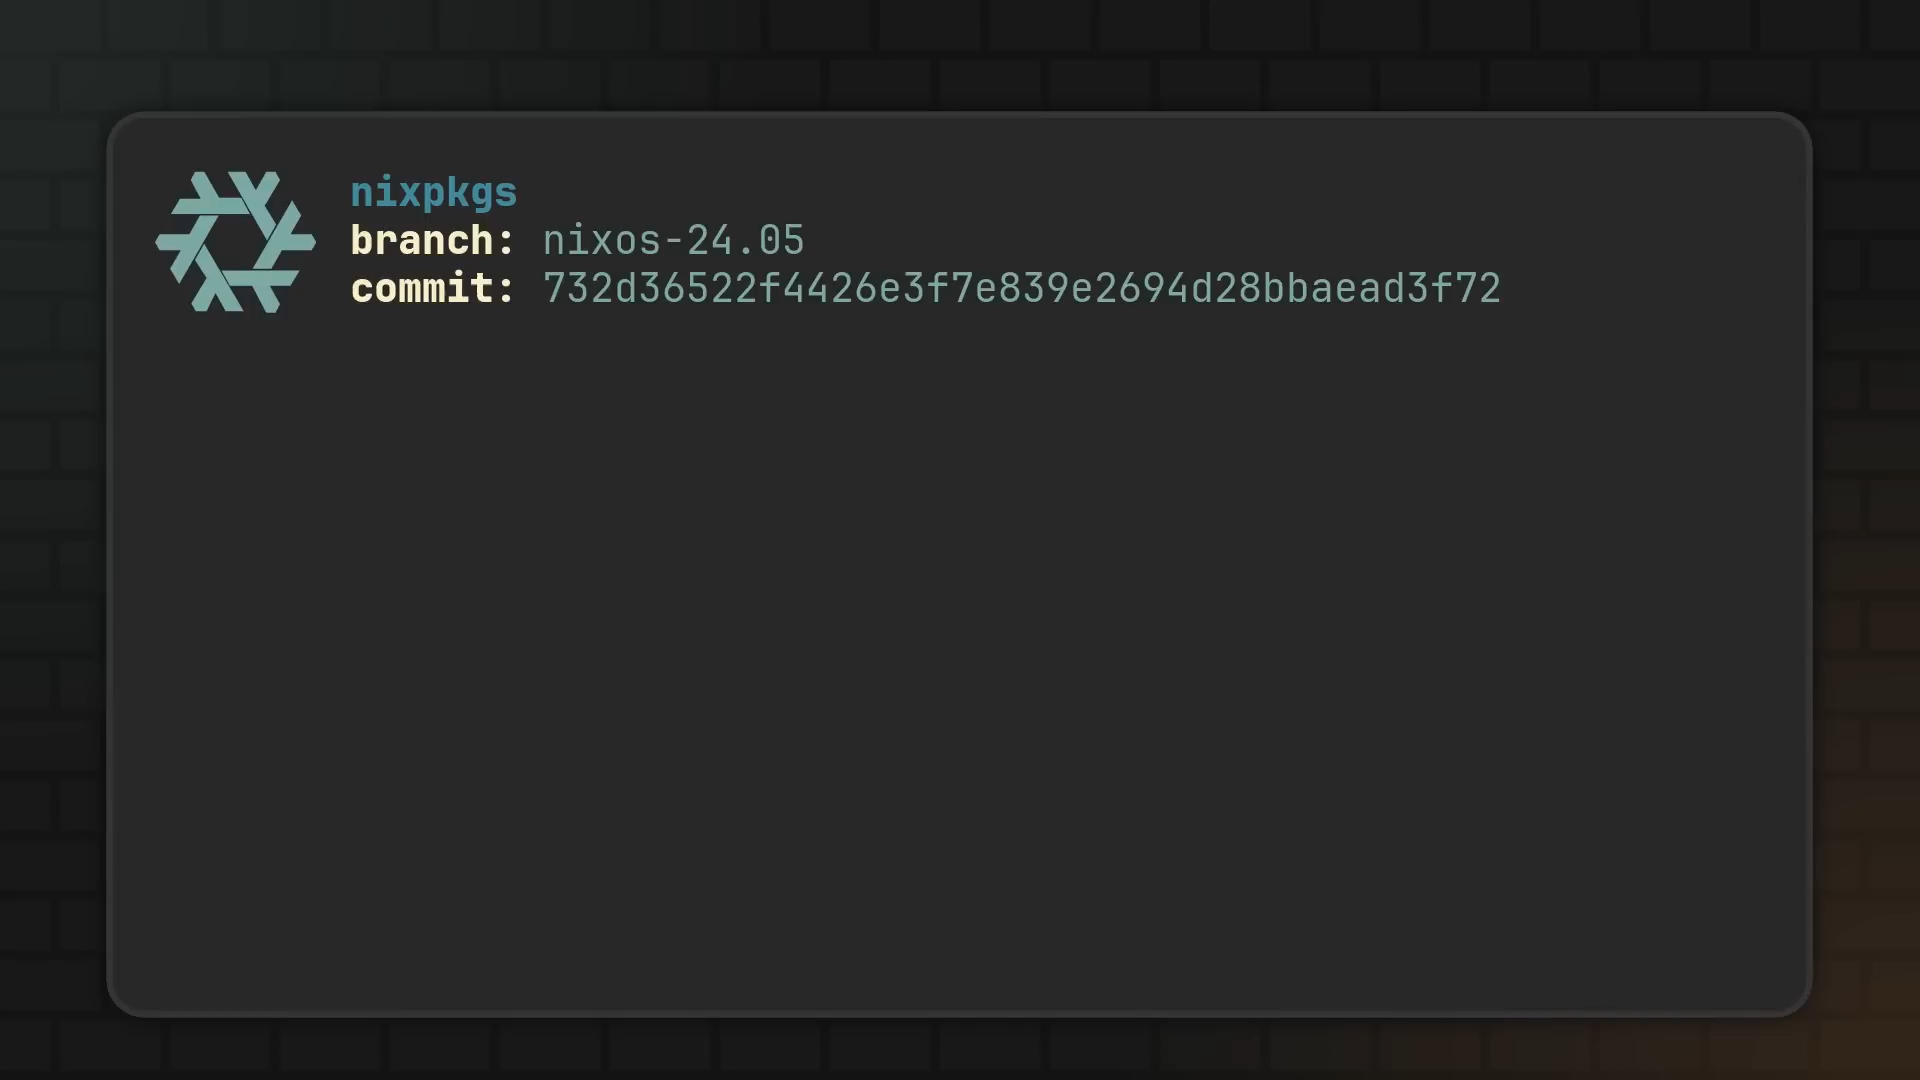 nixpkgs
branch: nixos-24.05
commit: 732d36522f4426e3f7e839e2694d28bbaead3f72